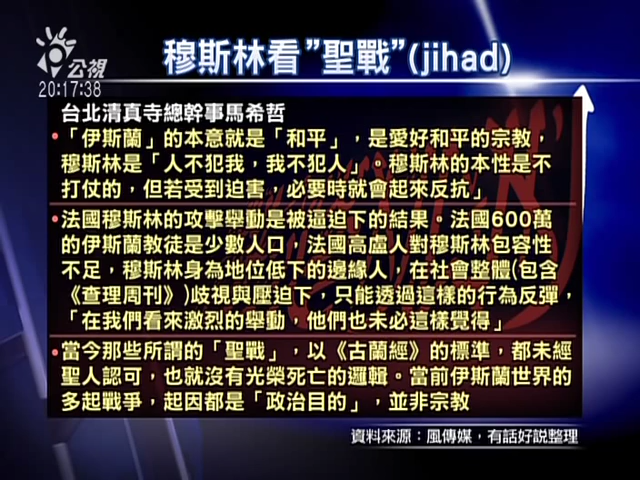 公視
20:17:38
穆斯林看”聖戰”(jihad)
台北清真寺總幹事馬希哲
•「伊斯蘭」的本意就是「和平」，是愛好和平的宗教，
穆斯林是「人不犯我，我不犯人」。穆斯林的本性是不
打仗的，但若受到迫害，必要時就會起來反抗」
•法國穆斯林的攻擊舉動是被逼迫下的結果。法國600萬
的伊斯蘭教徒是少數人口，法國高盧人對穆斯林包容性
不足，穆斯林身為地位低下的邊緣人，在社會整體(包含
《查理周刊》)歧視與壓迫下，只能透過這樣的行為反彈，
「在我們看來激烈的舉動，他們也未必這樣覺得」
•當今那些所謂的「聖戰」，以《古蘭經》的標準，都未經
聖人認可，也就沒有光榮死亡的邏輯。當前伊斯蘭世界的
多起戰爭，起因都是「政治目的」，並非宗教
資料來源：風傳媒，有話好説整理